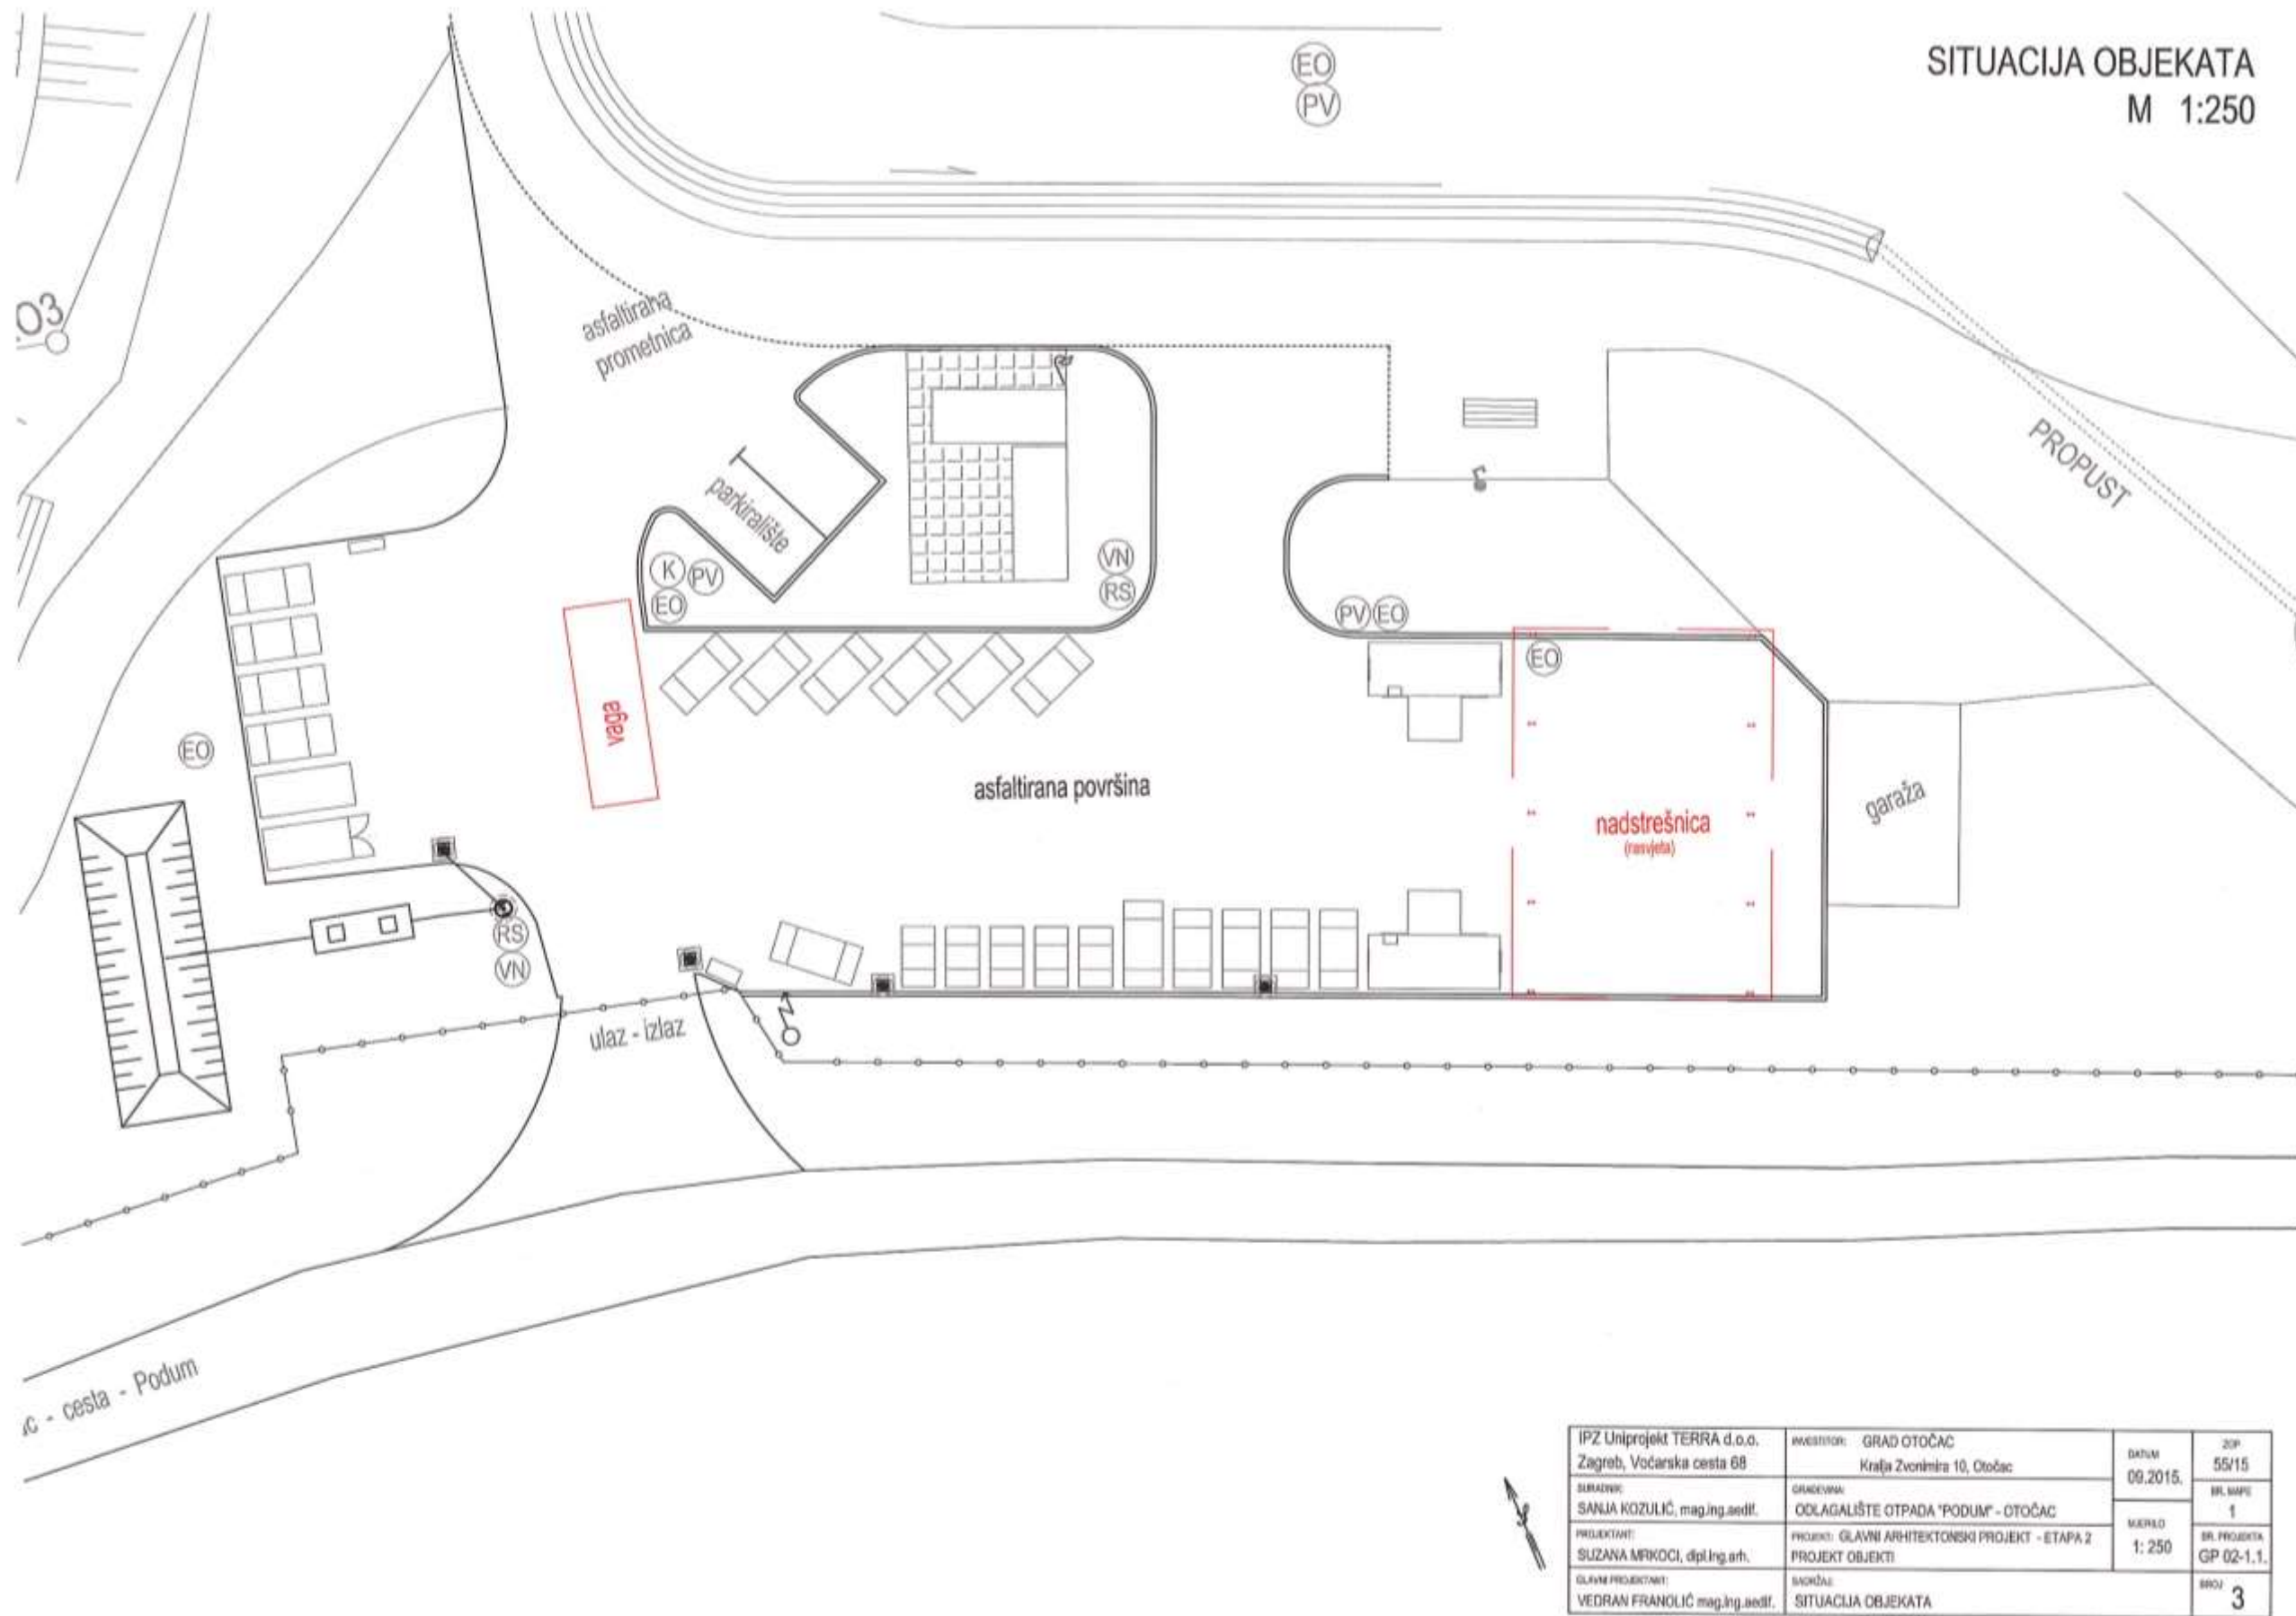 SITUACIJA OBJEKATA
M 1:250
EO
PV
O3
asfaltirana
prometnica
PROPUST
parkiralište
K
PV
EO
VN
RS
PV
EO
EO
vaga
EO
asfaltirana površina
nadstrešnica
(rasvjeta)
garaža
RS
VN
ulaz - izlaz
c - cesta - Podum
IPZ Uniprojekt TERRA d.o.o.
Zagreb, Voćarska cesta 68
INVESTITOR: GRAD OTOČAC
Kralja Zvonimira 10, Otočac
DATUM
09.2015.
ZOP
55/15
SURADNIK:
SANJA KOZULIĆ, mag.ing.aedif.
GRAĐEVINA:
ODLAGALIŠTE OTPADA "PODUM" - OTOČAC
BR. MAPE
1
PROJEKTANT:
SUZANA MRKOCI, dipl.ing.arh.
PROJEKT: GLAVNI ARHITEKTONSKI PROJEKT - ETAPA 2
PROJEKT OBJEKTI
MJERILO
1: 250
BR. PROJEKTA
GP 02-1.1.
GLAVNI PROJEKTANT:
VEDRAN FRANOLIĆ mag.ing.aedif.
SADRŽAJ:
SITUACIJA OBJEKATA
BROJ 3